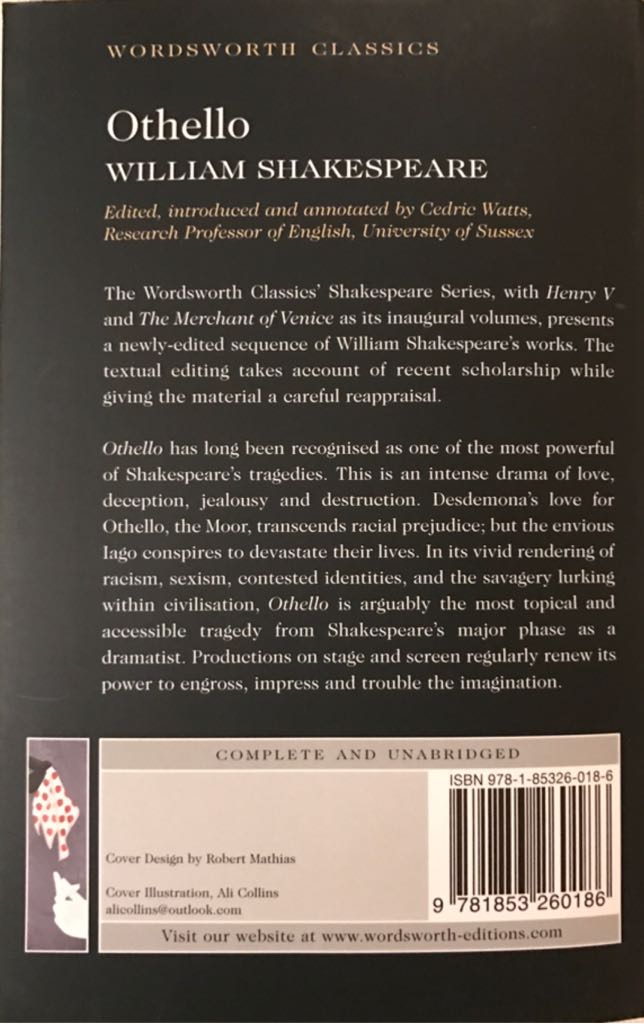 WORDSWORTH CLASSICS
Othello
WILLIAM SHAKESPEARE
Edited, introduced and annotated by Cedric Watts,
Research Professor of English, University of Sussex
The Wordsworth Classics' Shakespeare Series, with Henry V
and The Merchant of Venice as its inaugural volumes, presents
a newly-edited sequence of William Shakespeare's works. The
textual editing takes account of recent scholarship while
giving the material a careful reappraisal.
Othello has long been recognised as one of the most powerful
of Shakespeare's tragedies. This is an intense drama of love,
deception, jealousy and destruction. Desdemona's love for
Othello, the Moor, transcends racial prejudice; but the envious
Iago conspires to devastate their lives. In its vivid rendering of
racism, sexism, contested identities, and the savagery lurking
within civilisation, Othello is arguably the most topical and
accessible tragedy from Shakespeare's major phase as a
dramatist. Productions on stage and screen regularly renew its
power to engross, impress and trouble the imagination.
COMPLETE AND UNABRIDGED
ISBN 978-1-85326-018-6
Cover Design by Robert Mathias
Cover Illustration, Ali Collins
alicollins@outlook.com
9 781853 260186
Visit our website at www.wordsworth-editions.com